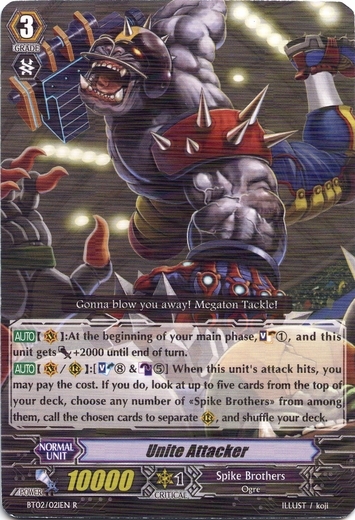 3
GRADE
Gonna blow you away! Megaton Tackle!
AUTO [ ]:At the beginning of your main phase, V ①, and this
unit gets +2000 until end of turn.
AUTO [ / ]:[V ⑧ & ⑤] When this unit's attack hits, you
may pay the cost. If you do, look at up to five cards from the top of
your deck, choose any number of «Spike Brothers» from among
them, call the chosen cards to separate , and shuffle your deck.
NORMAL
UNIT
Unite Attacker
POWER
10000
1
CRITICAL
Spike Brothers
Ogre
BT02/021EN R
ILLUST / koji